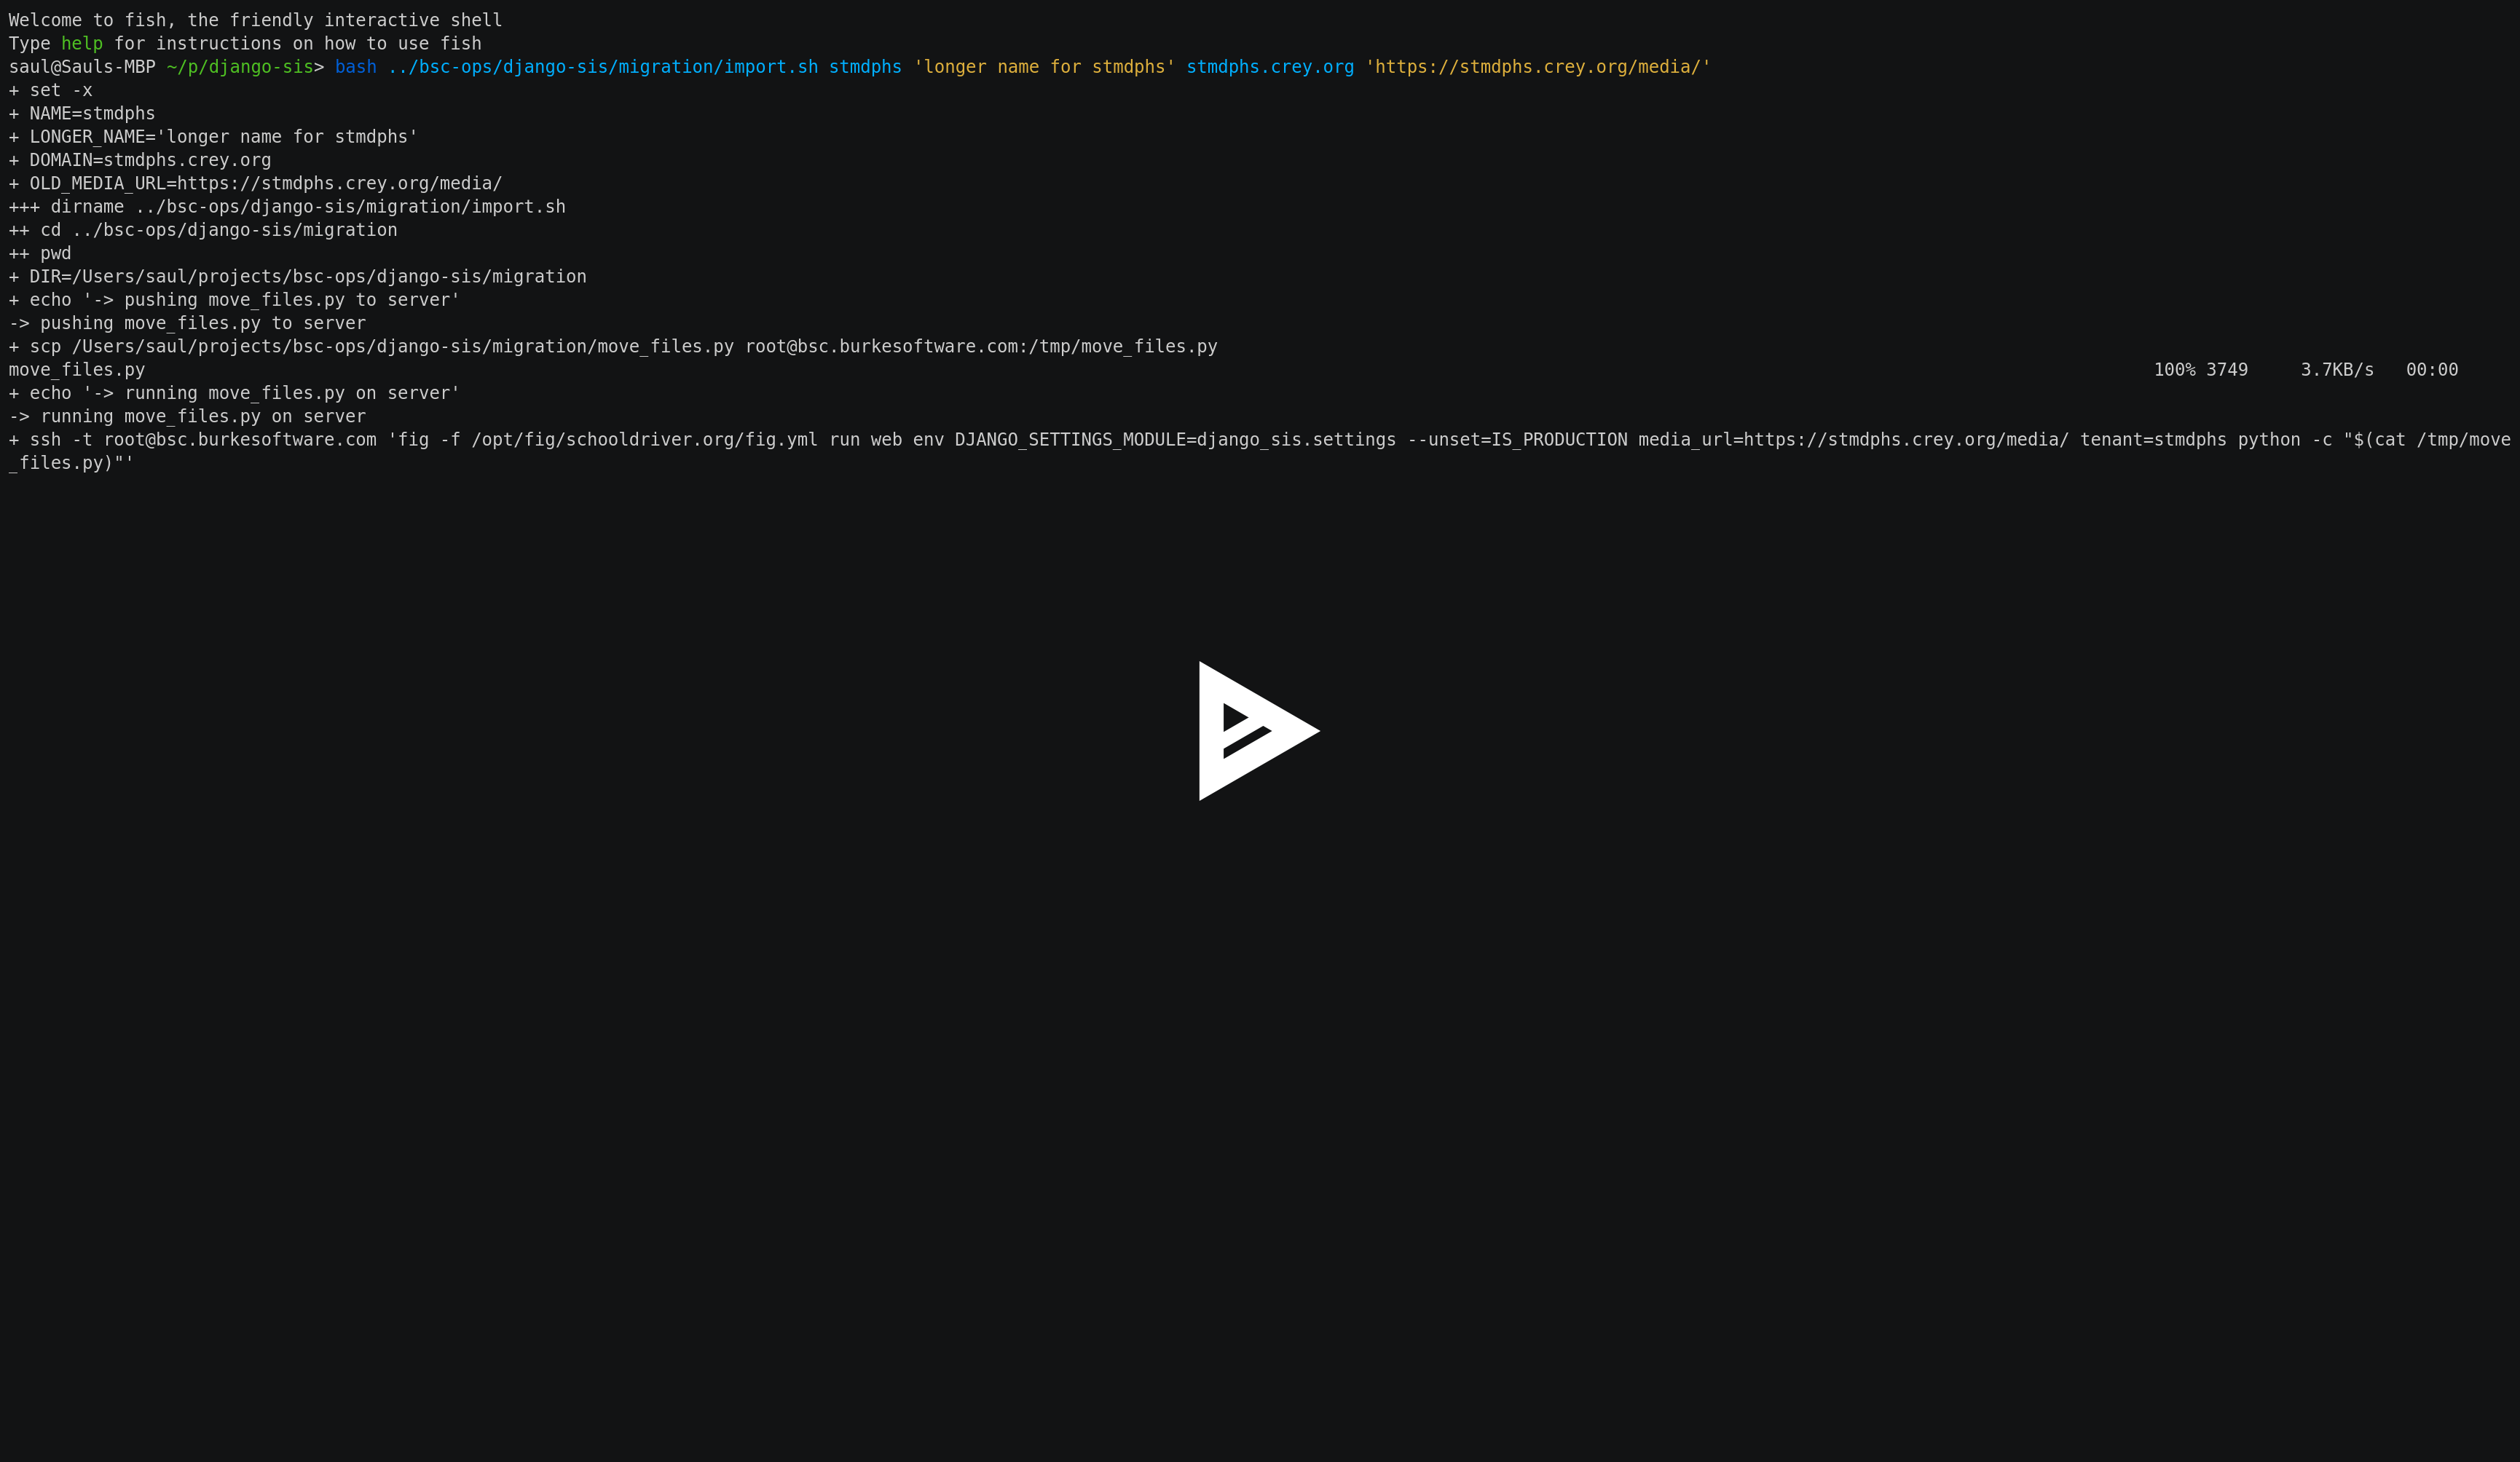 Welcome to fish, the friendly interactive shell
Type help for instructions on how to use fish
saul@Sauls-MBP ~/p/django-sis> bash ../bsc-ops/django-sis/migration/import.sh stmdphs 'longer name for stmdphs' stmdphs.crey.org 'https://stmdphs.crey.org/media/'
+ set -x
+ NAME=stmdphs
+ LONGER_NAME='longer name for stmdphs'
+ DOMAIN=stmdphs.crey.org
+ OLD_MEDIA_URL=https://stmdphs.crey.org/media/
+++ dirname ../bsc-ops/django-sis/migration/import.sh
++ cd ../bsc-ops/django-sis/migration
++ pwd
+ DIR=/Users/saul/projects/bsc-ops/django-sis/migration
+ echo '-> pushing move_files.py to server'
-> pushing move_files.py to server
+ scp /Users/saul/projects/bsc-ops/django-sis/migration/move_files.py root@bsc.burkesoftware.com:/tmp/move_files.py
move_files.py 100% 3749 3.7KB/s 00:00
+ echo '-> running move_files.py on server'
-> running move_files.py on server
+ ssh -t root@bsc.burkesoftware.com 'fig -f /opt/fig/schooldriver.org/fig.yml run web env DJANGO_SETTINGS_MODULE=django_sis.settings --unset=IS_PRODUCTION media_url=https://stmdphs.crey.org/media/ tenant=stmdphs python -c "$(cat /tmp/move
_files.py)"'